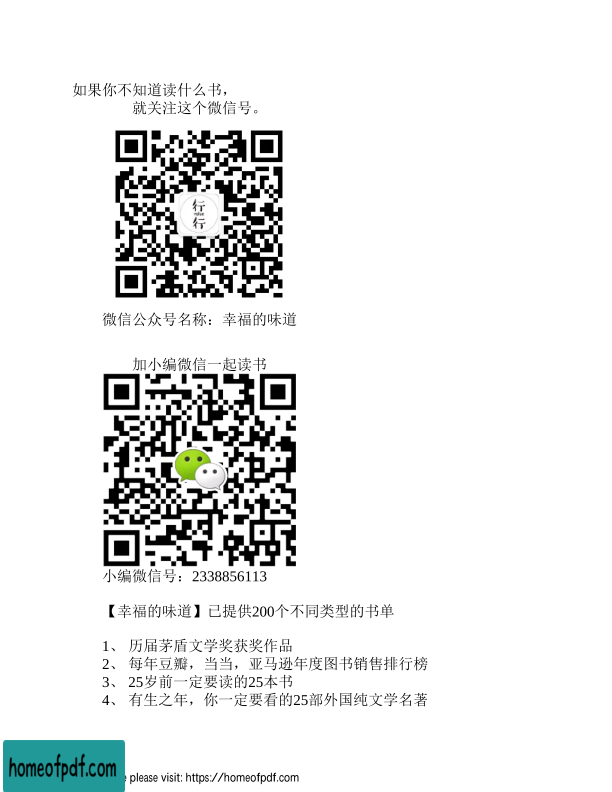 如果你不知道读什么书，
就关注这个微信号。
行
行
微信公众号名称：幸福的味道
加小编微信一起读书
小编微信号：2338856113
【幸福的味道】已提供200个不同类型的书单
1、 历届茅盾文学奖获奖作品
2、 每年豆瓣，当当，亚马逊年度图书销售排行榜
3、 25岁前一定要读的25本书
4、 有生之年，你一定要看的25部外国纯文学名著
homeofpdf.com
e please visit: https://homeofpdf.com